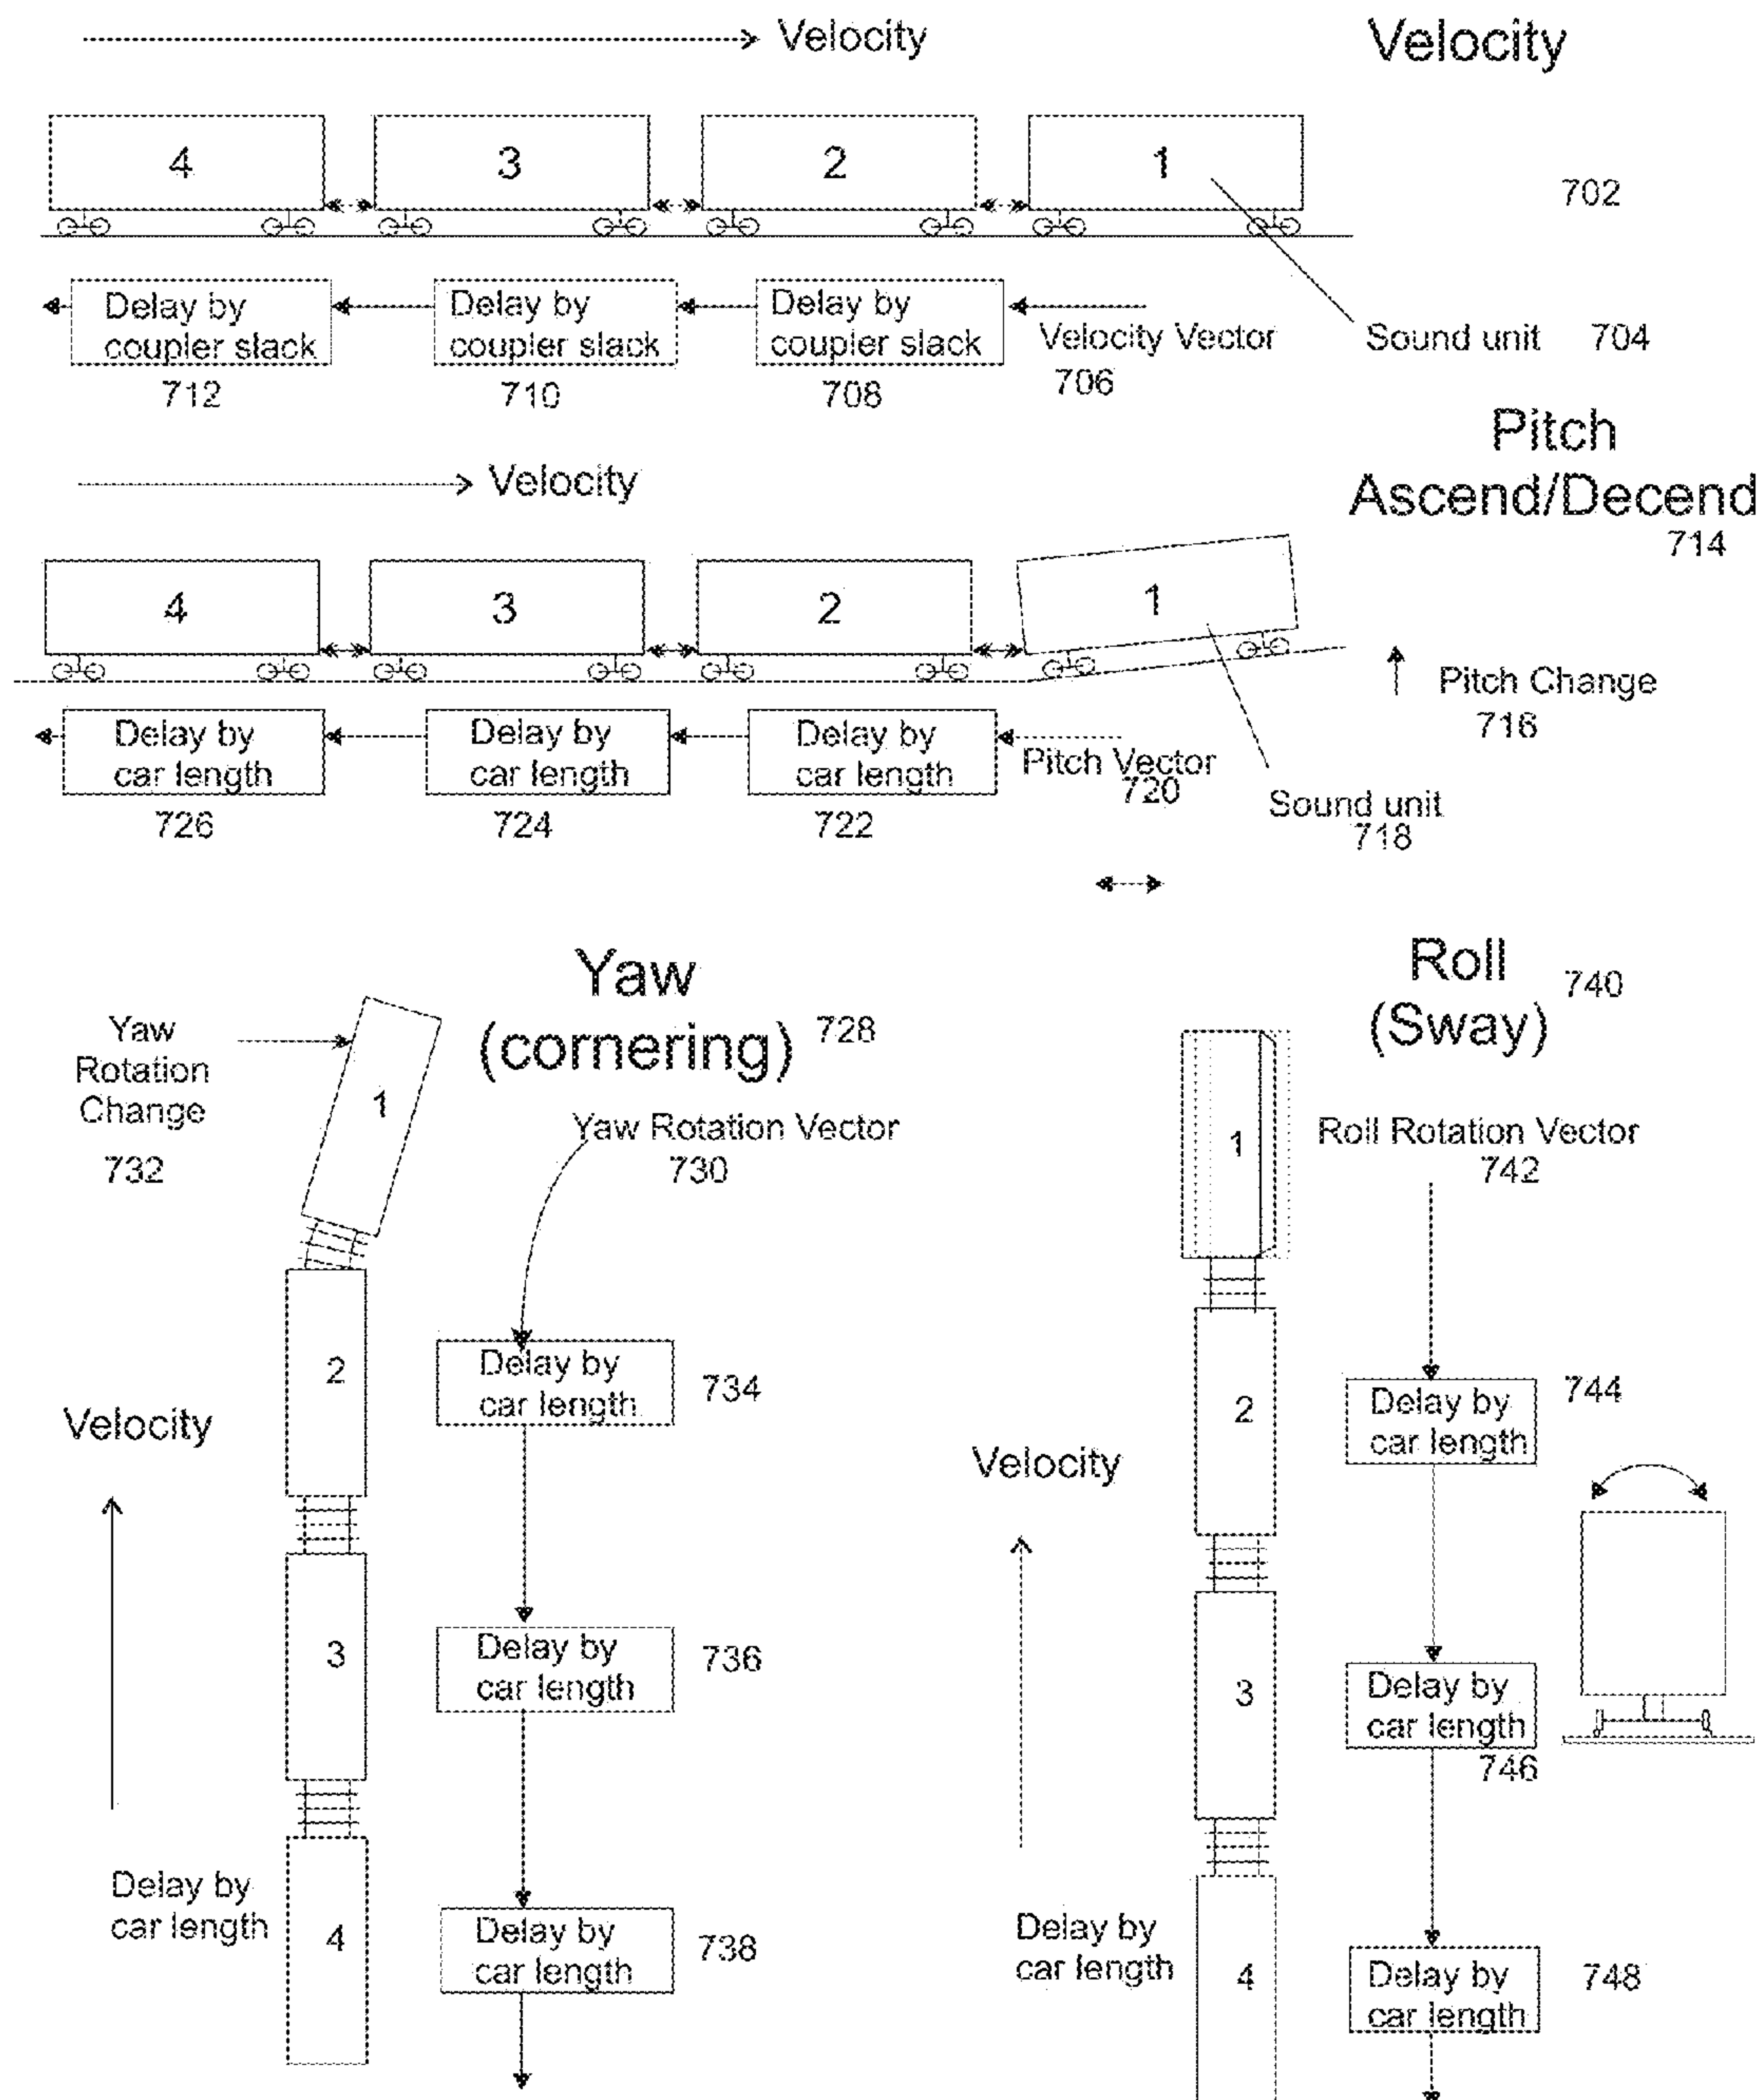 Velocity
Velocity
4
3
2
1
702
Delay by
coupler slack
712
Delay by
coupler slack
710
Delay by
coupler slack
708
Velocity Vector
706
Sound unit 704
Pitch
Ascend/Decend
714
Velocity
4
3
2
1
Pitch Change
716
Delay by
car length
726
Delay by
car length
724
Delay by
car length
722
Pitch Vector
720
Sound unit
718
Yaw
(cornering)
728
Yaw
Rotation
Change
732
1
Yaw Rotation Vector
730
2
Delay by
car length
734
Velocity
3
Delay by
car length
736
Delay by
car length
4
Delay by
car length
738
Roll
(Sway)
740
1
Roll Rotation Vector
742
2
Delay by
car length
744
Velocity
3
Delay by
car length
746
Delay by
car length
4
Delay by
car length
748